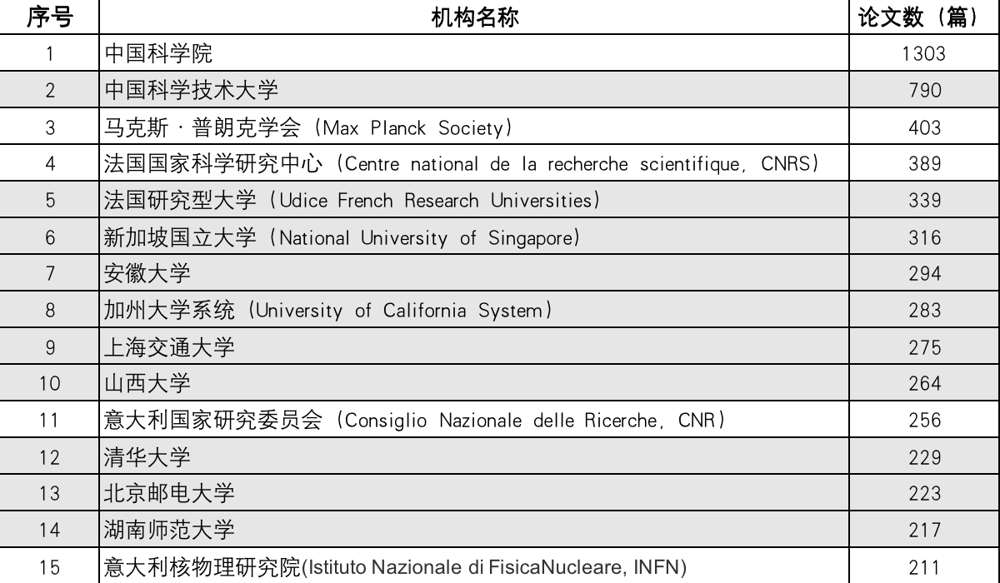 序号 机构名称 论文数（篇）
1 中国科学院 1303
2 中国科学技术大学 790
3 马克斯·普朗克学会（Max Planck Society） 403
4 法国国家科学研究中心（Centre national de la recherche scientifique, CNRS） 389
5 法国研究型大学（Udice French Research Universities） 339
6 新加坡国立大学（National University of Singapore） 316
7 安徽大学 294
8 加州大学系统（University of California System） 283
9 上海交通大学 275
10 山西大学 264
11 意大利国家研究委员会（Consiglio Nazionale delle Ricerche, CNR） 256
12 清华大学 229
13 北京邮电大学 223
14 湖南师范大学 217
15 意大利核物理研究院(Istituto Nazionale di FisicaNucleare, INFN) 211